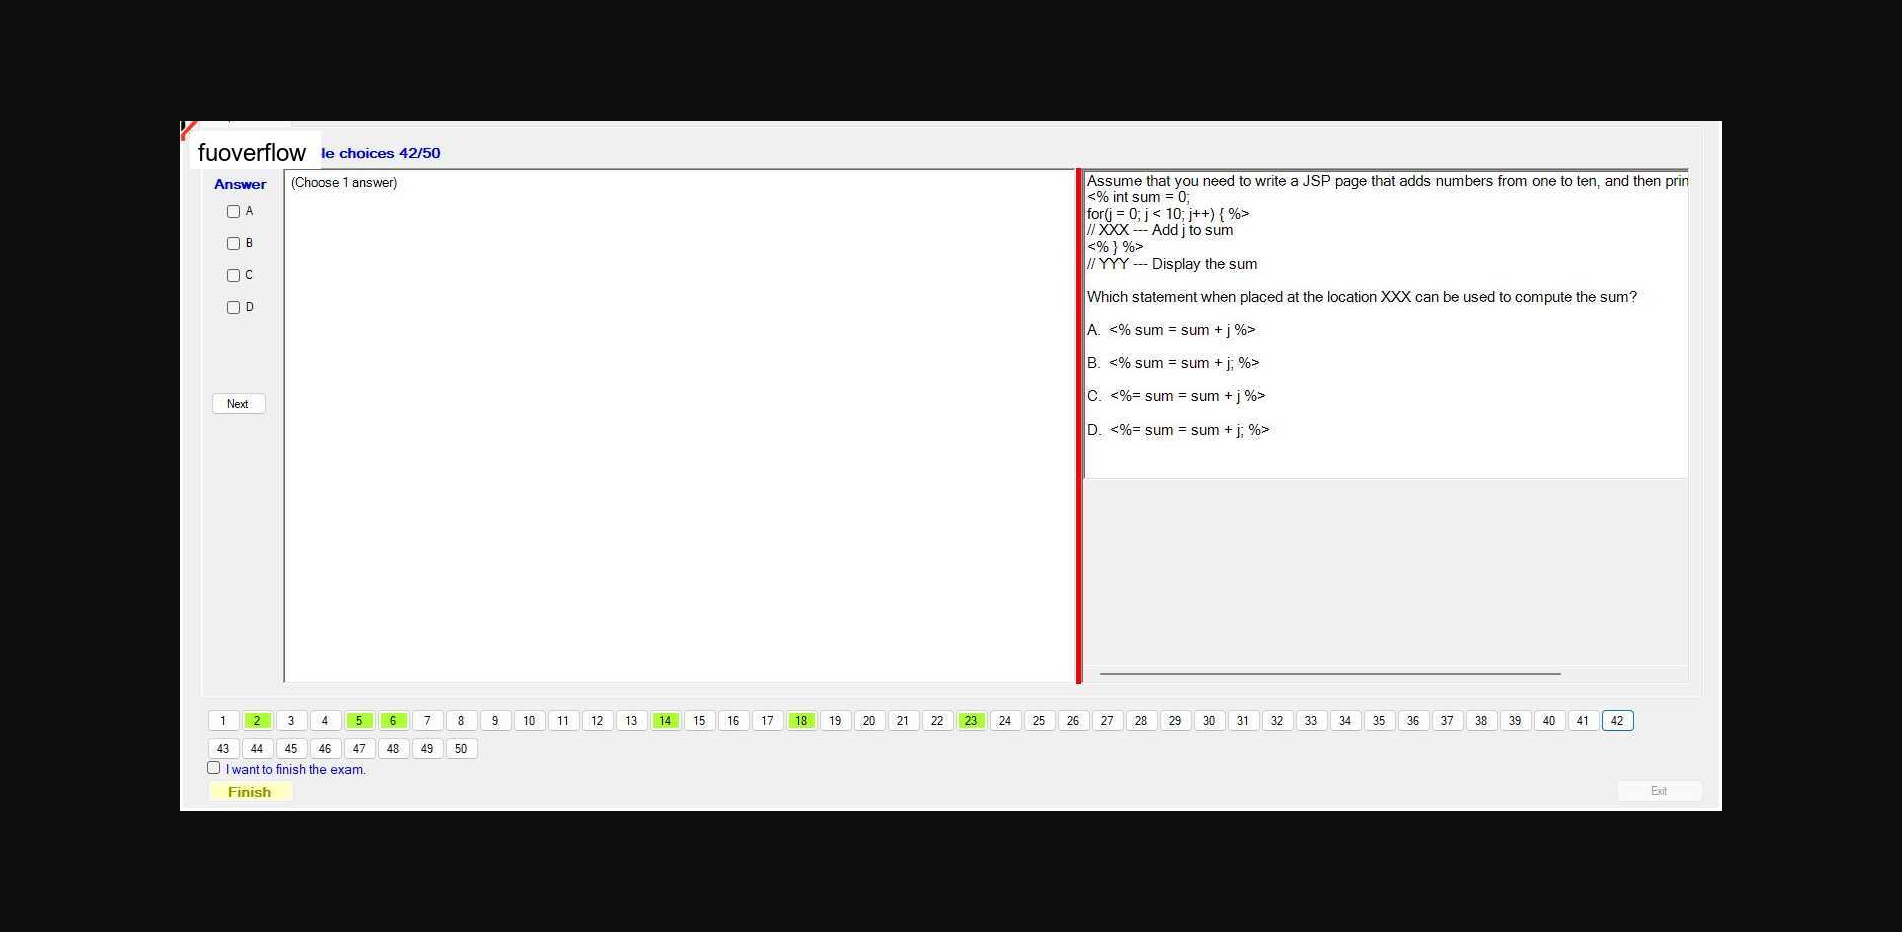 fuoverflow
le choices 42/50
Answer
A
B
C
D
Next
(Choose 1 answer)
Assume that you need to write a JSP page that adds numbers from one to ten, and then prin
<% int sum = 0;
for(j = 0; j < 10; j++) { %>
// XXX --- Add j to sum
<% } %>
// YYY --- Display the sum
Which statement when placed at the location XXX can be used to compute the sum?
A. <% sum = sum + j %>
B. <% sum = sum + j; %>
C. <%= sum = sum + j %>
D. <%= sum = sum + j; %>
1 2 3 4 5 6 7 8 9 10 11 12 13 14 15 16 17 18 19 20 21 22 23 24 25 26 27 28 29 30 31 32 33 34 35 36 37 38 39 40 41 42
43 44 45 46 47 48 49 50
I want to finish the exam.
Finish
Exit